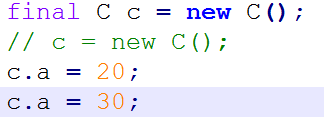 final C c = new C();
// c = new C();
c.a = 20;
c.a = 30;